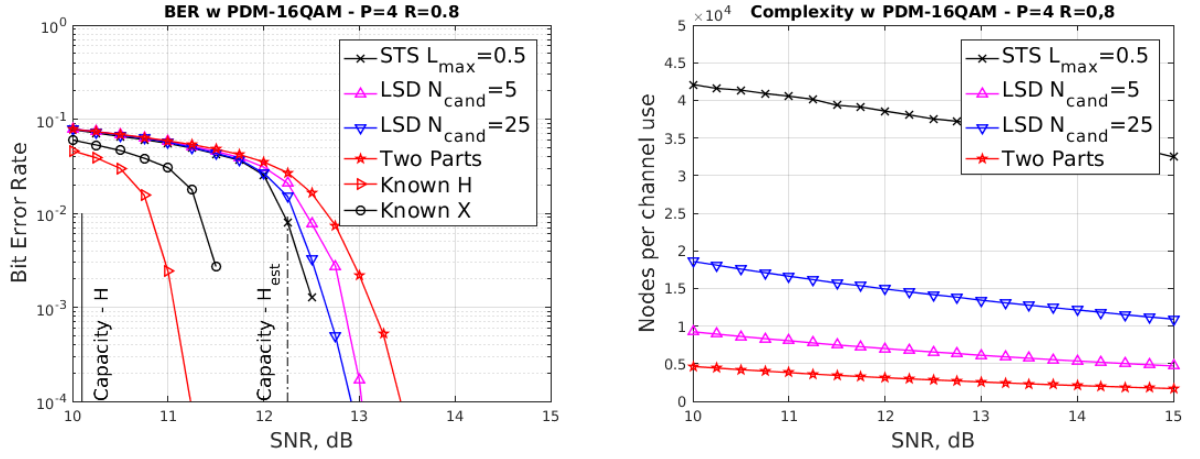 BER w PDM-16QAM - P=4 R=0.8
10^0
10^-1
10^-2
10^-3
10^-4
Bit Error Rate
STS L_max=0.5
LSD N_cand=5
LSD N_cand=25
Two Parts
Known H
Known X
Capacity - H
Capacity - H_est
10 11 12 13 14 15
SNR, dB
Complexity w PDM-16QAM - P=4 R=0,8
×10^4
5
4.5
4
3.5
3
2.5
2
1.5
1
0.5
0
Nodes per channel use
STS L_max=0.5
LSD N_cand=5
LSD N_cand=25
Two Parts
10 11 12 13 14 15
SNR, dB